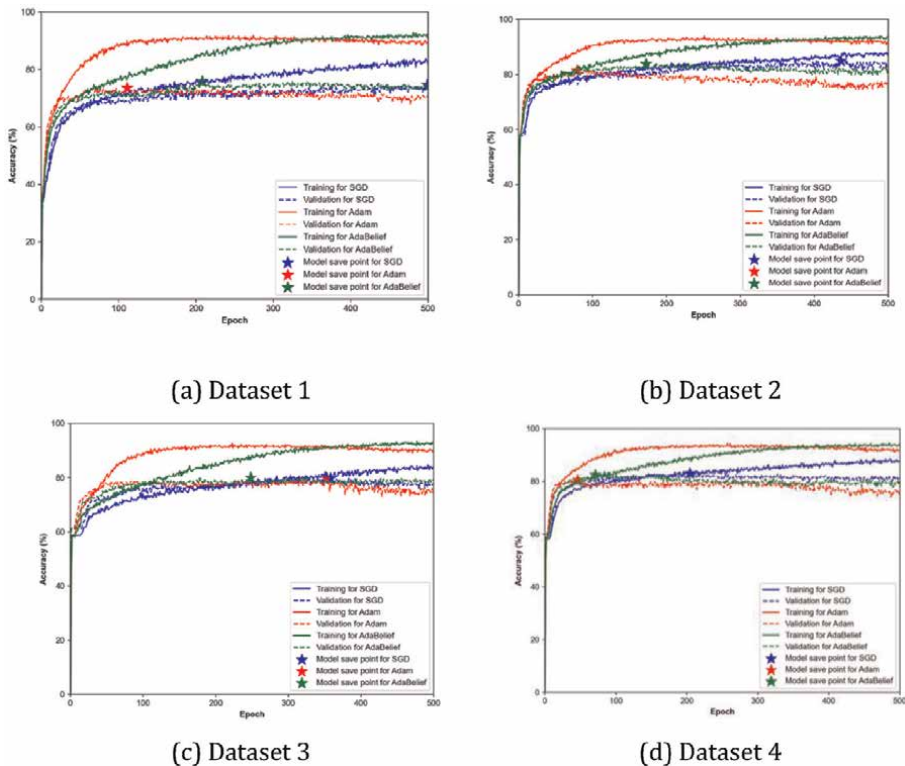 100
80
60
40
20
0
0
100
200
300
400
500
Accuracy (%)
Epoch
Training for SGD
Validation for SGD
Training for Adam
Validation for Adam
Training for AdaBelief
Validation for AdaBelief
Model save point for SGD
Model save point for Adam
Model save point for AdaBelief
(a) Dataset 1
100
80
60
40
20
0
0
100
200
300
400
500
Accuracy (%)
Epoch
Training for SGD
Validation for SGD
Training for Adam
Validation for Adam
Training for AdaBelief
Validation for AdaBelief
Model save point for SGD
Model save point for Adam
Model save point for AdaBelief
(b) Dataset 2
100
80
60
40
20
0
0
100
200
300
400
500
Accuracy (%)
Epoch
Training for SGD
Validation for SGD
Training for Adam
Validation for Adam
Training for AdaBelief
Validation for AdaBelief
Model save point for SGD
Model save point for Adam
Model save point for AdaBelief
(c) Dataset 3
100
80
60
40
20
0
0
100
200
300
400
500
Accuracy (%)
Epoch
Training for SGD
Validation for SGD
Training for Adam
Validation for Adam
Training for AdaBelief
Validation for AdaBelief
Model save point for SGD
Model save point for Adam
Model save point for AdaBelief
(d) Dataset 4